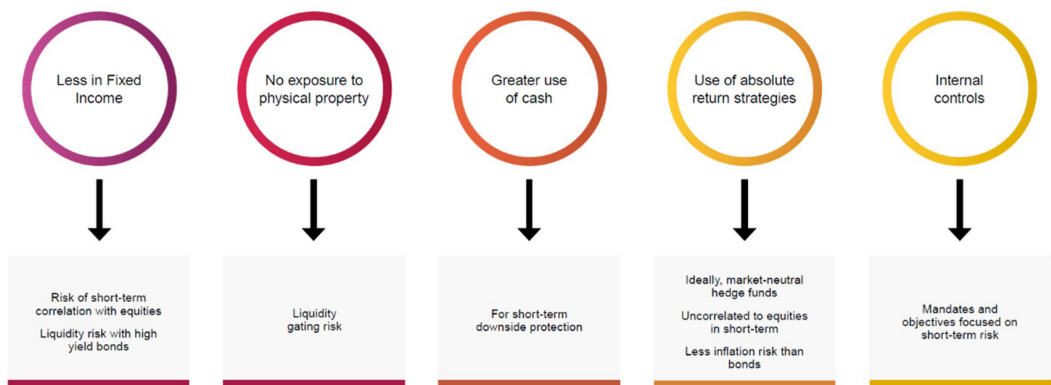 Less in Fixed
Income
No exposure to
physical property
Greater use
of cash
Use of absolute
return strategies
Internal
controls
Risk of short-term
correlation with equities
Liquidity risk with high
yield bonds
Liquidity
gating risk
For short-term
downside protection
Ideally, market-neutral
hedge funds
Uncorrelated to equities
in short-term
Less inflation risk than
bonds
Mandates and
objectives focused on
short-term risk